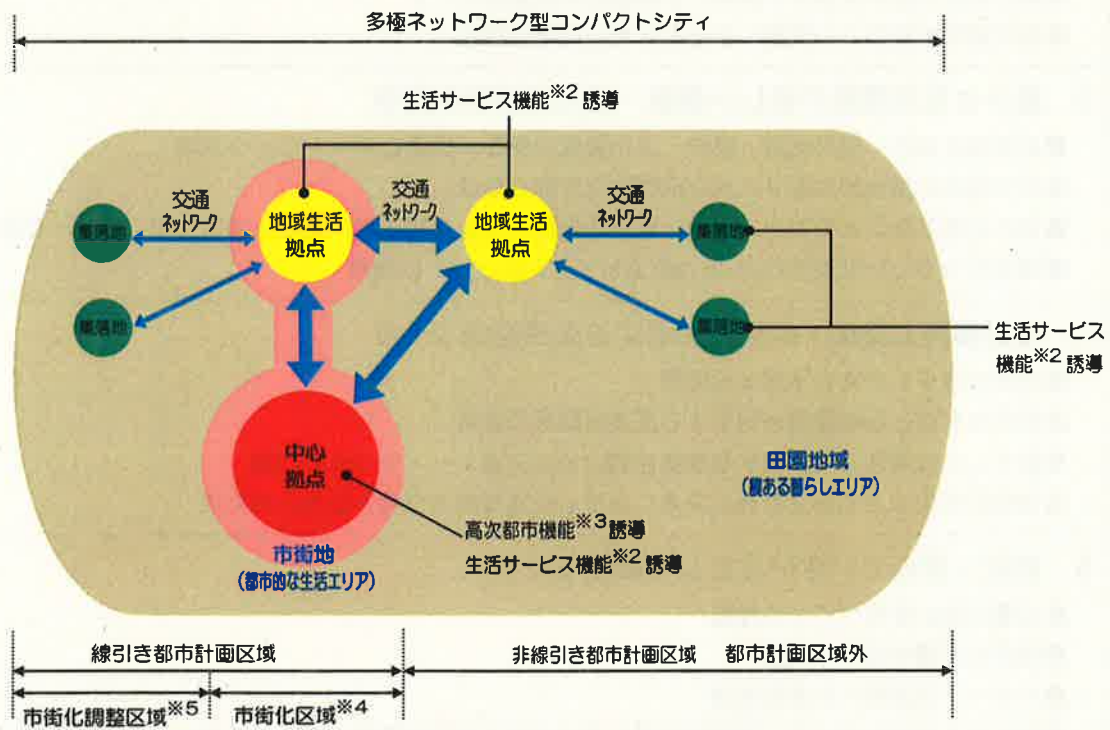 多極ネットワーク型コンパクトシティ
生活サービス機能※2誘導
交通
ネットワーク
交通
ネットワーク
交通
ネットワーク
集落地
地域生活
拠点
地域生活
拠点
集落地
集落地
集落地
生活サービス
機能※2誘導
中心
拠点
田園地域
(農ある暮らしエリア)
高次都市機能※3誘導
生活サービス機能※2誘導
市街地
(都市的な生活エリア)
線引き都市計画区域
非線引き都市計画区域 都市計画区域外
市街化調整区域※5
市街化区域※4